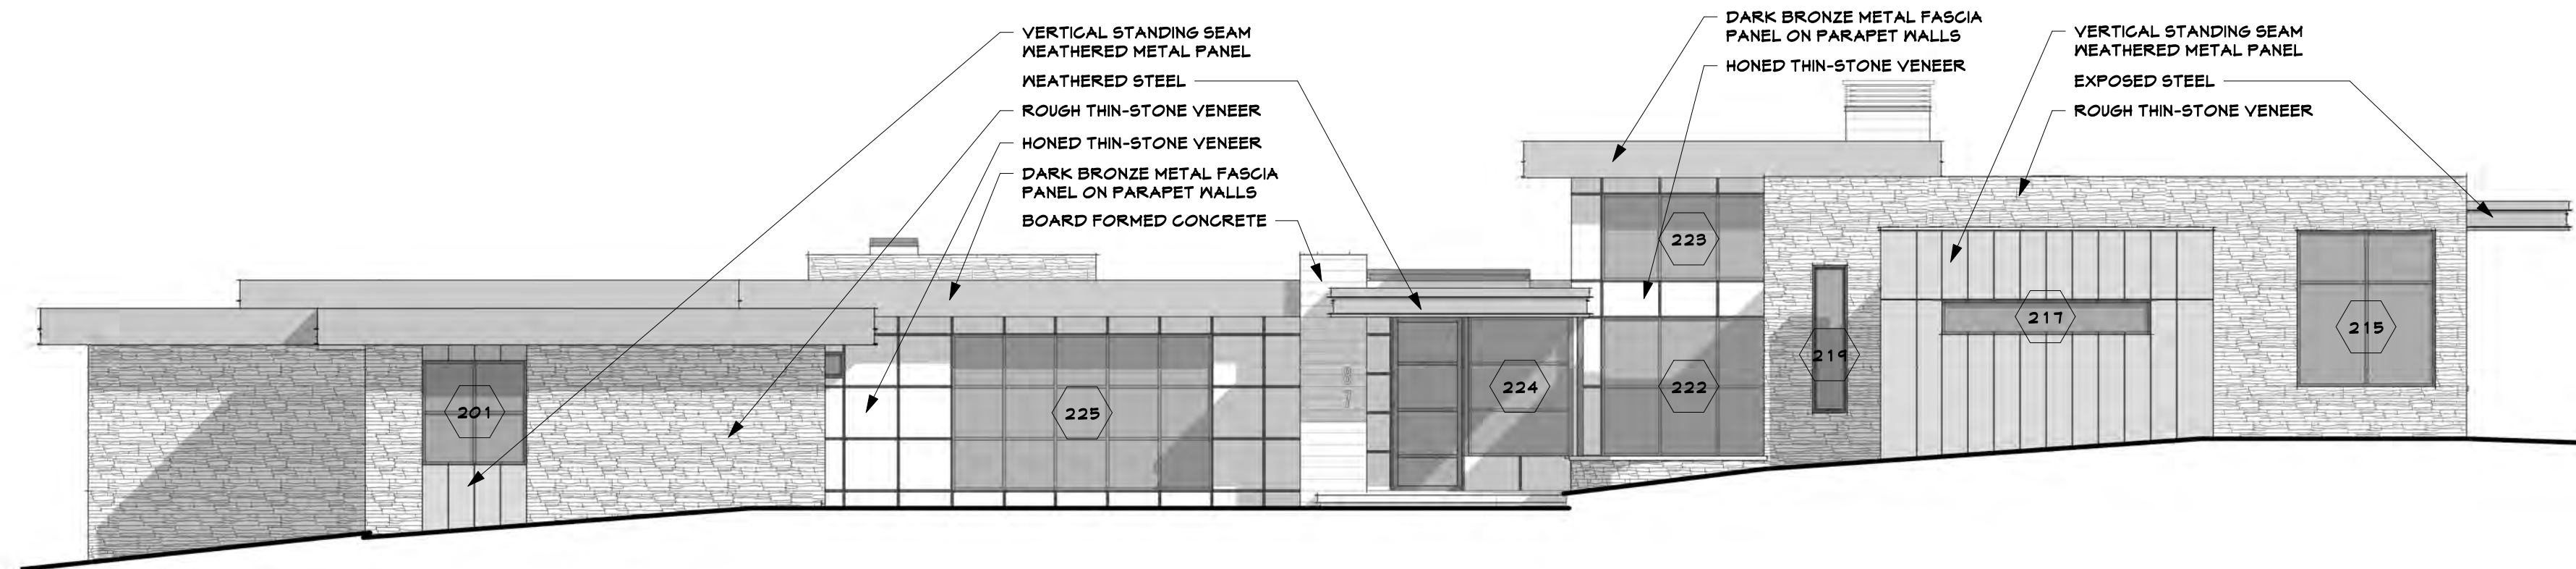 VERTICAL STANDING SEAM
WEATHERED METAL PANEL
WEATHERED STEEL
ROUGH THIN-STONE VENEER
HONED THIN-STONE VENEER
DARK BRONZE METAL FASCIA
PANEL ON PARAPET WALLS
BOARD FORMED CONCRETE
DARK BRONZE METAL FASCIA
PANEL ON PARAPET WALLS
HONED THIN-STONE VENEER
VERTICAL STANDING SEAM
WEATHERED METAL PANEL
EXPOSED STEEL
ROUGH THIN-STONE VENEER
201
225
224
223
222
219
217
215